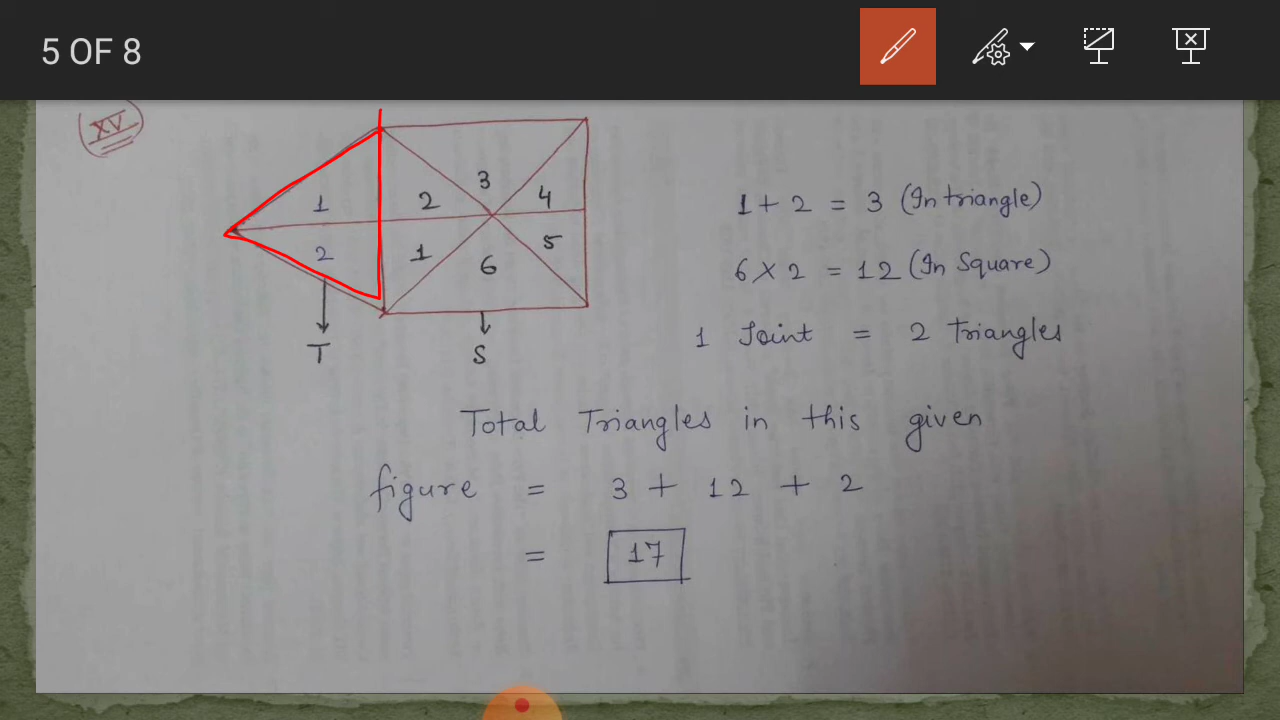 5 OF 8
XV
1
2
3
4
2
1
5
6
T
S
1 + 2 = 3 (In triangle)
6 × 2 = 12 (In Square)
1 Joint = 2 Triangles
Total Triangles in this given
figure = 3 + 12 + 2
= 17